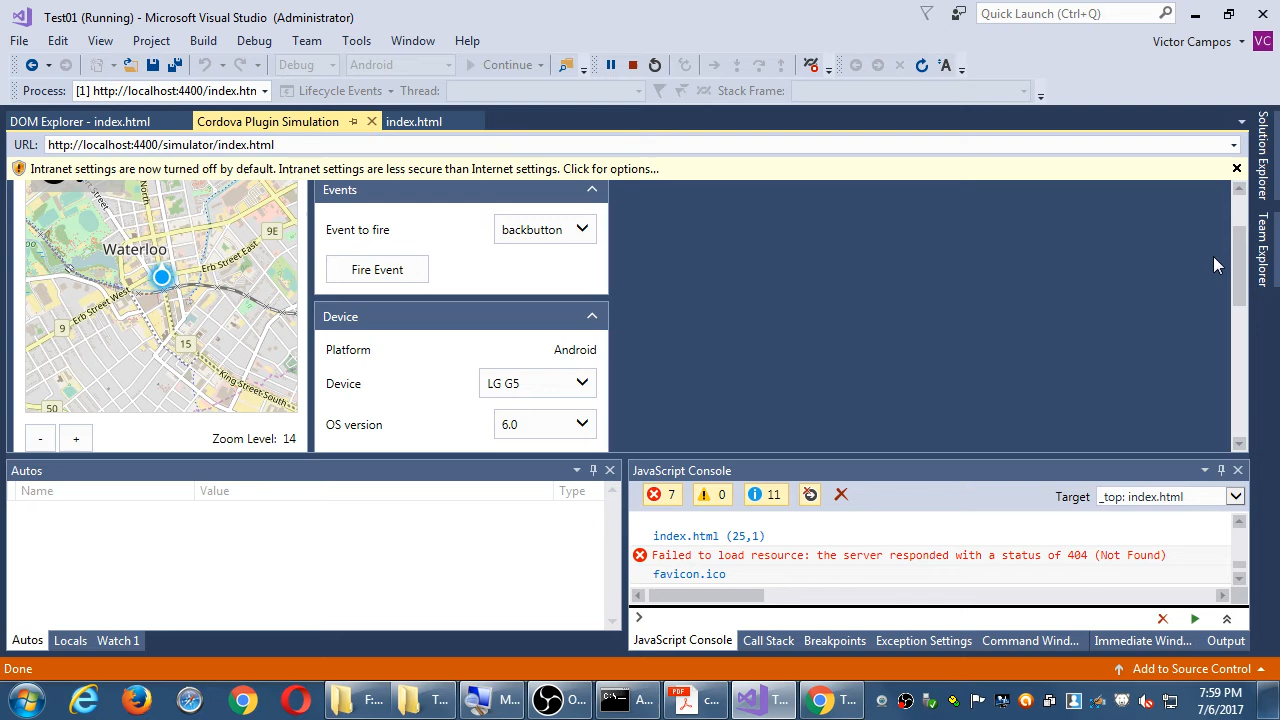 Test01 (Running) - Microsoft Visual Studio (Administrator)
Quick Launch (Ctrl+Q)
File Edit View Project Build Debug Team Tools Window Help
Victor Campos VC
Debug Android Continue
Process: [1] http://localhost:4400/index.htn Lifecycle Events Thread: Stack Frame:
DOM Explorer - index.html Cordova Plugin Simulation index.html
URL: http://localhost:4400/simulator/index.html
Intranet settings are now turned off by default. Intranet settings are less secure than Internet settings. Click for options...
Solution Explorer
Team Explorer
North
Waterloo
9E
Erb Street East
Erb Street West
9
15
King Street South
50
- + Zoom Level: 14
Events
Event to fire backbutton
Fire Event
Device
Platform Android
Device LG G5
OS version 6.0
Autos
Name Value Type
Autos Locals Watch 1
JavaScript Console
7 0 11 Target _top: index.html
index.html (25,1)
Failed to load resource: the server responded with a status of 404 (Not Found)
favicon.ico
JavaScript Console Call Stack Breakpoints Exception Settings Command Wind... Immediate Wind... Output
Done Add to Source Control
F:... T... M... O... A... c... T... T...
7:59 PM
7/6/2017